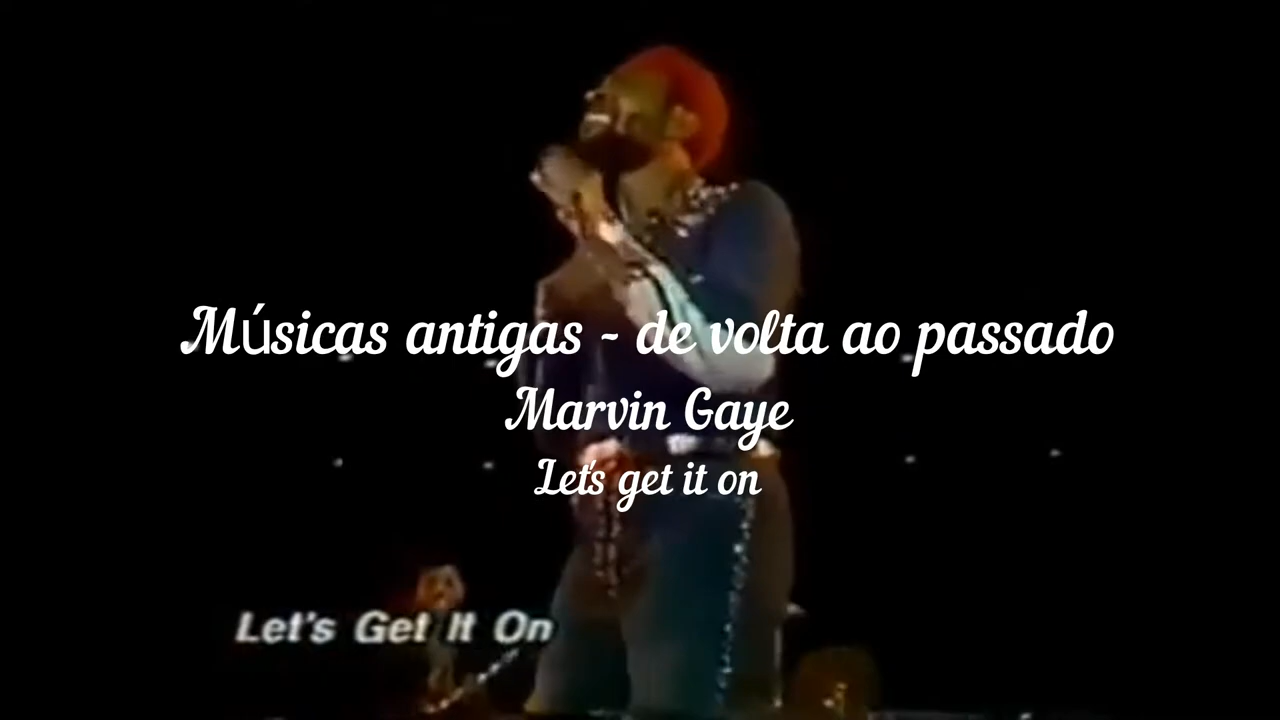 Músicas antigas - de volta ao passado
Marvin Gaye
Let's get it on
Let's Get It On